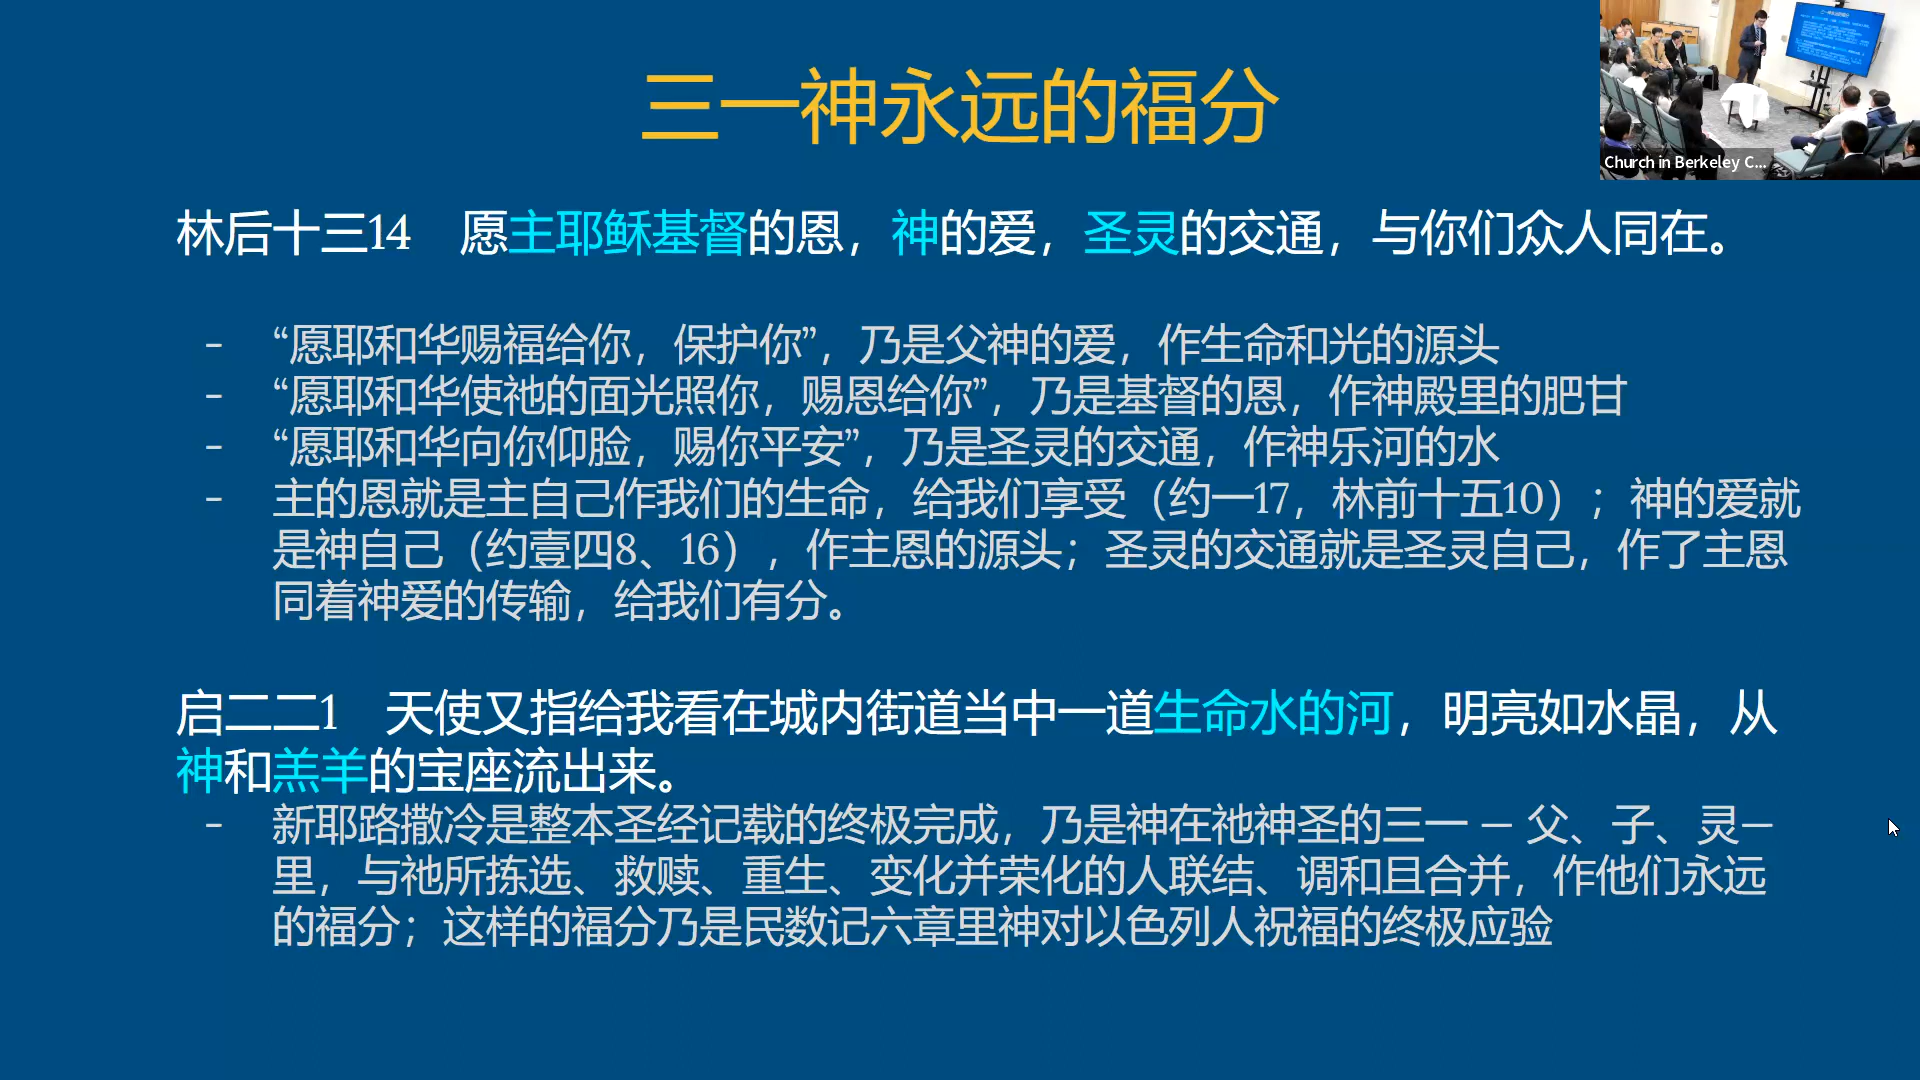 三一神永远的福分
Church in Berkeley C...
林后十三14 愿主耶稣基督的恩，神的爱，圣灵的交通，与你们众人同在。
- “愿耶和华赐福给你，保护你”，乃是父神的爱，作生命和光的源头
- “愿耶和华使祂的面光照你，赐恩给你”，乃是基督的恩，作神殿里的肥甘
- “愿耶和华向你仰脸，赐你平安”，乃是圣灵的交通，作神乐河的水
- 主的恩就是主自己作我们的生命，给我们享受（约一17，林前十五10）；神的爱就
是神自己（约壹四8、16），作主恩的源头；圣灵的交通就是圣灵自己，作了主恩
同着神爱的传输，给我们有分。
启二二1 天使又指给我看在城内街道当中一道生命水的河，明亮如水晶，从
神和羔羊的宝座流出来。
- 新耶路撒冷是整本圣经记载的终极完成，乃是神在祂神圣的三一 — 父、子、灵—
里，与祂所拣选、救赎、重生、变化并荣化的人联结、调和且合并，作他们永远
的福分；这样的福分乃是民数记六章里神对以色列人祝福的终极应验